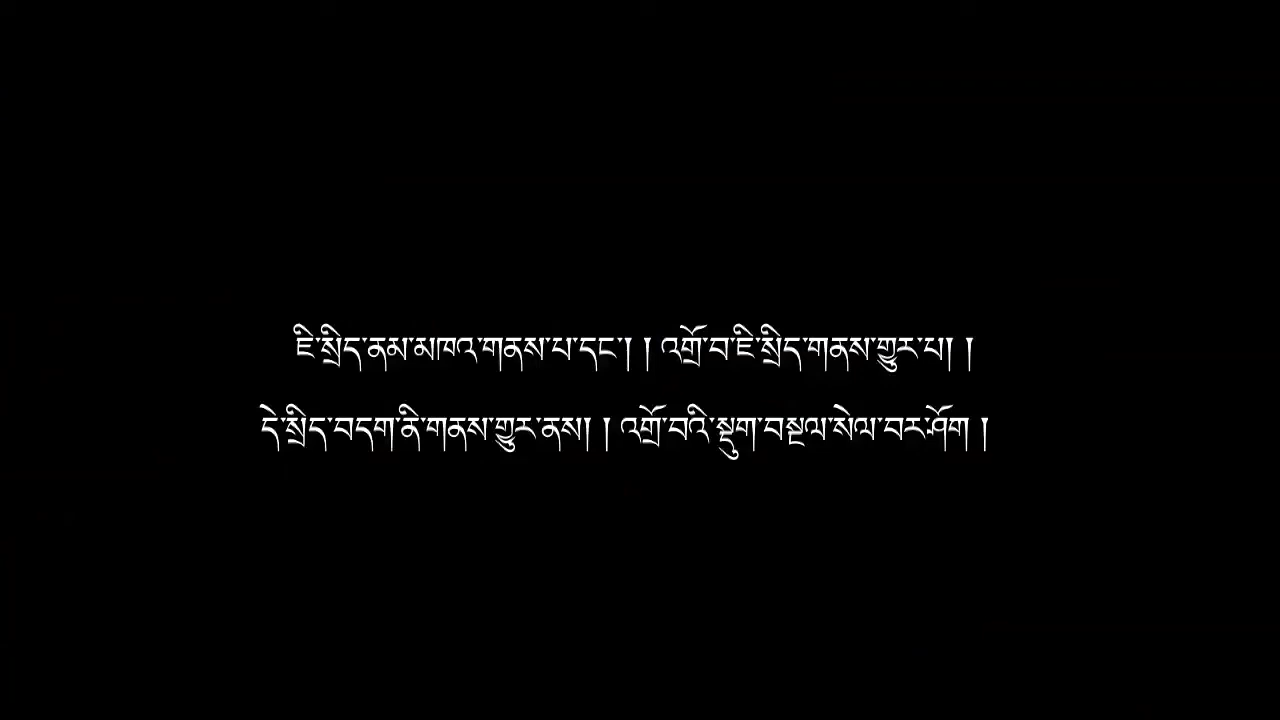 ཇི་སྲིད་ནམ་མཁའ་གནས་པ་དང་། ། འགྲོ་བ་ཇི་སྲིད་གནས་གྱུར་པ། །
དེ་སྲིད་བདག་ནི་གནས་གྱུར་ནས། ། འགྲོ་བའི་སྡུག་བསྔལ་སེལ་བར་ཤོག །